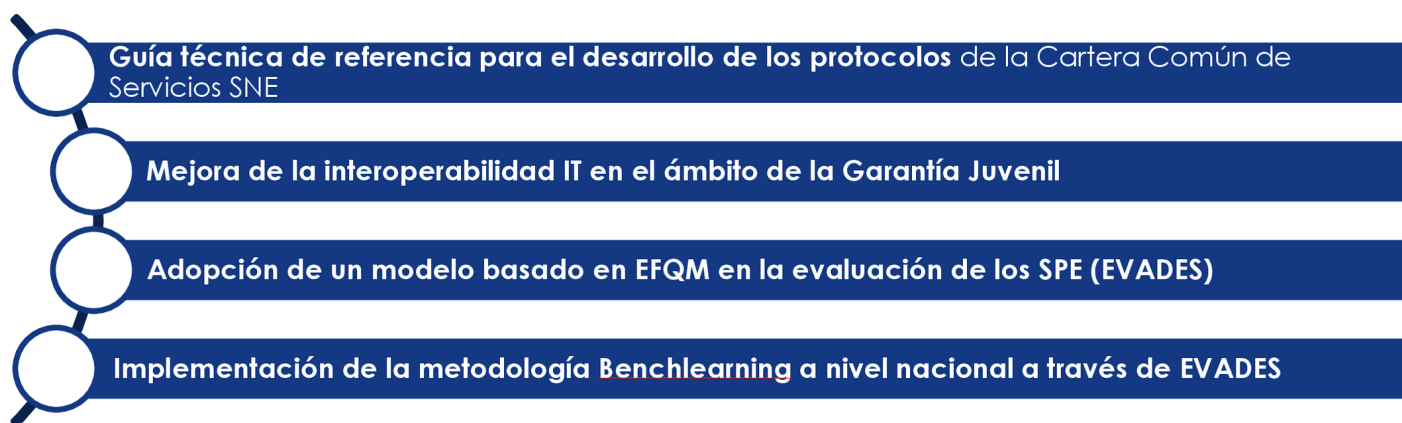 Guía técnica de referencia para el desarrollo de los protocolos de la Cartera Común de
Servicios SNE
Mejora de la interoperabilidad IT en el ámbito de la Garantía Juvenil
Adopción de un modelo basado en EFQM en la evaluación de los SPE (EVADES)
Implementación de la metodología Benchlearning a nivel nacional a través de EVADES